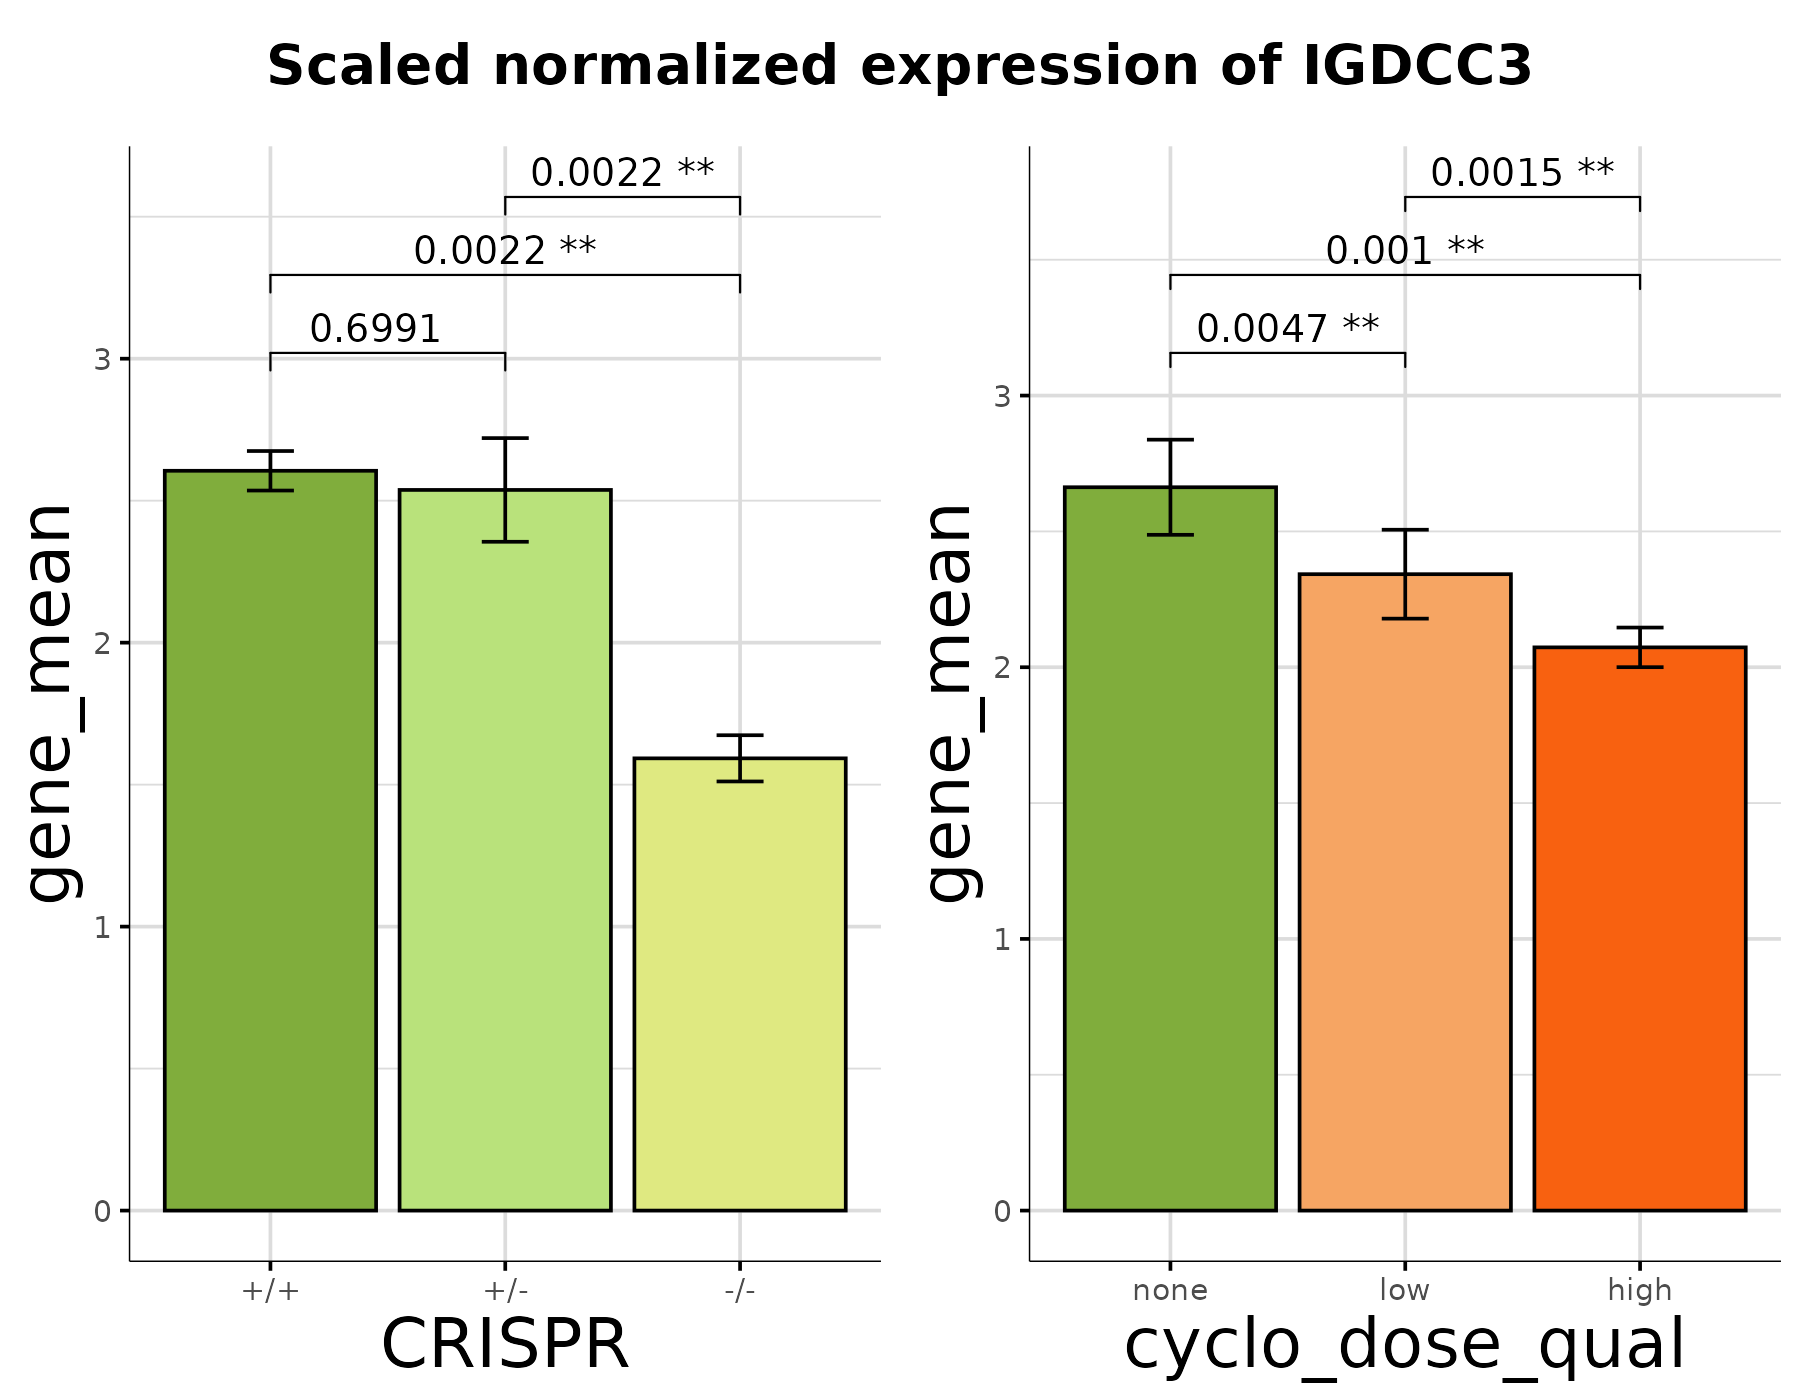 Scaled normalized expression of IGDCC3
gene_mean
3
2
1
0
0.0022 **
0.0022 **
0.6991
+/+ +/- -/-
CRISPR
gene_mean
3
2
1
0
0.0015 **
0.001 **
0.0047 **
none low high
cyclo_dose_qual